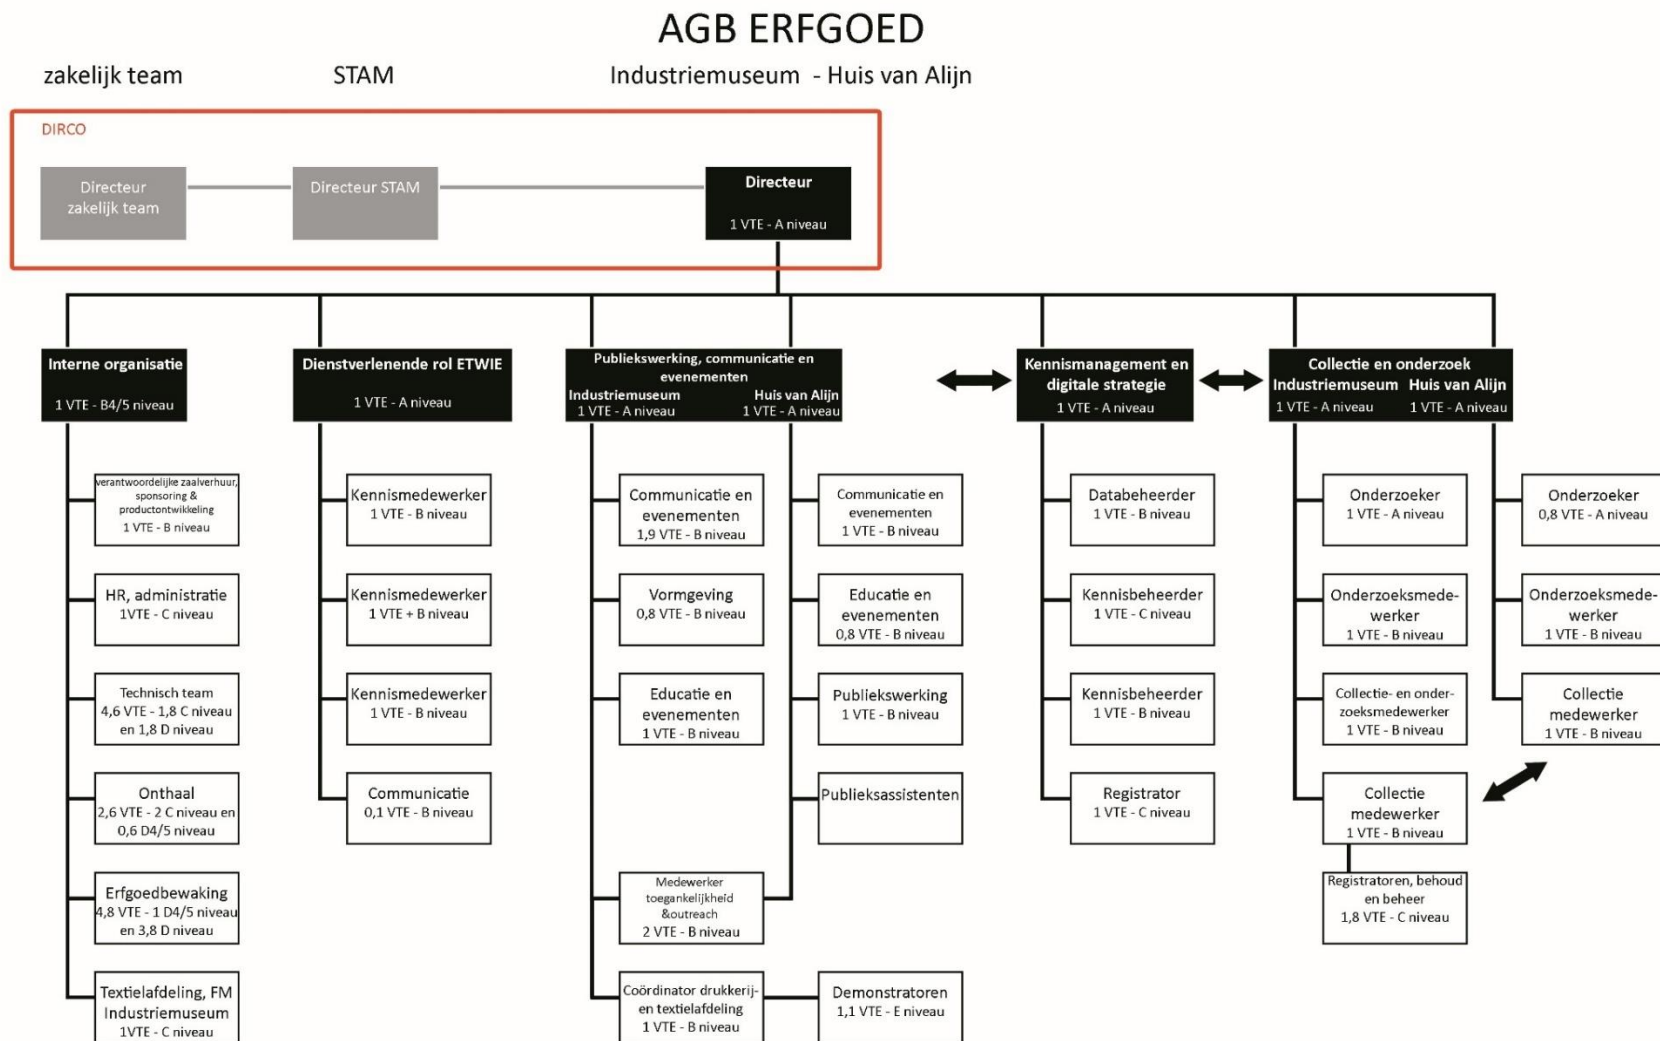 AGB ERFGOED
zakelijk team
STAM
Industriemuseum - Huis van Alijn
DIRCO
Directeur
zakelijk team
Directeur STAM
Directeur
1 VTE - A niveau
Interne organisatie
1 VTE - B4/5 niveau
Dienstverlenende rol ETWIE
1 VTE - A niveau
Publiekswerking, communicatie en
evenementen
Industriemuseum
1 VTE - A niveau
Huis van Alijn
1 VTE - A niveau
Kennismanagement en
digitale strategie
1 VTE - A niveau
Collectie en onderzoek
Industriemuseum
1 VTE - A niveau
Huis van Alijn
1 VTE - A niveau
verantwoordelijke zaalverhuur,
sponsoring &
productontwikkeling
1 VTE - B niveau
HR, administratie
1VTE - C niveau
Technisch team
4,6 VTE - 1,8 C niveau
en 1,8 D niveau
Onthaal
2,6 VTE - 2 C niveau en
0,6 D4/5 niveau
Erfgoedbewaking
4,8 VTE - 1 D4/5 niveau
en 3,8 D niveau
Textielafdeling, FM
Industriemuseum
1VTE - C niveau
Kennismedewerker
1 VTE - B niveau
Kennismedewerker
1 VTE + B niveau
Kennismedewerker
1 VTE - B niveau
Communicatie
0,1 VTE - B niveau
Communicatie en
evenementen
1,9 VTE - B niveau
Vormgeving
0,8 VTE - B niveau
Educatie en
evenementen
1 VTE - B niveau
Medewerker
toegankelijkheid
&outreach
2 VTE - B niveau
Coördinator drukkerij-
en textielafdeling
1 VTE - B niveau
Communicatie en
evenementen
1 VTE - B niveau
Educatie en
evenementen
0,8 VTE - B niveau
Publiekswerking
1 VTE - B niveau
Publieksassistenten
Demonstratoren
1,1 VTE - E niveau
Databeheerder
1 VTE - B niveau
Kennisbeheerder
1 VTE - C niveau
Kennisbeheerder
1 VTE - B niveau
Registrator
1 VTE - C niveau
Onderzoeker
1 VTE - A niveau
Onderzoeksmede-
werker
1 VTE - B niveau
Collectie- en onder-
zoeksmedewerker
1 VTE - B niveau
Collectie
medewerker
1 VTE - B niveau
Registratoren, behoud
en beheer
1,8 VTE - C niveau
Onderzoeker
0,8 VTE - A niveau
Onderzoeksmede-
werker
1 VTE - B niveau
Collectie
medewerker
1 VTE - B niveau